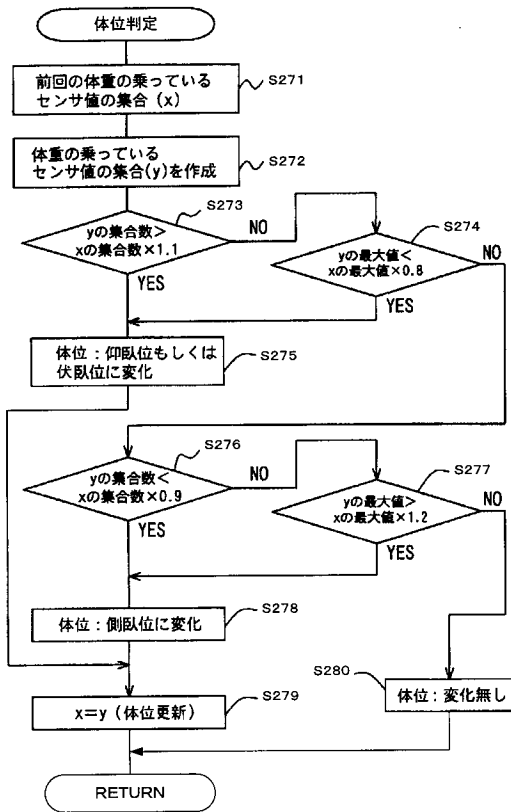 体位判定
前回の体重の乗っている
センサ値の集合(x)
S271
体重の乗っている
センサ値の集合(y)を作成
S272
S273
yの集合数>
xの集合数×1.1
NO
YES
S274
yの最大値<
xの最大値×0.8
NO
YES
体位:仰臥位もしくは
伏臥位に変化
S275
S276
yの集合数<
xの集合数×0.9
NO
YES
S277
yの最大値>
xの最大値×1.2
NO
YES
体位:側臥位に変化
S278
S279
x=y(体位更新)
S280
体位:変化無し
RETURN